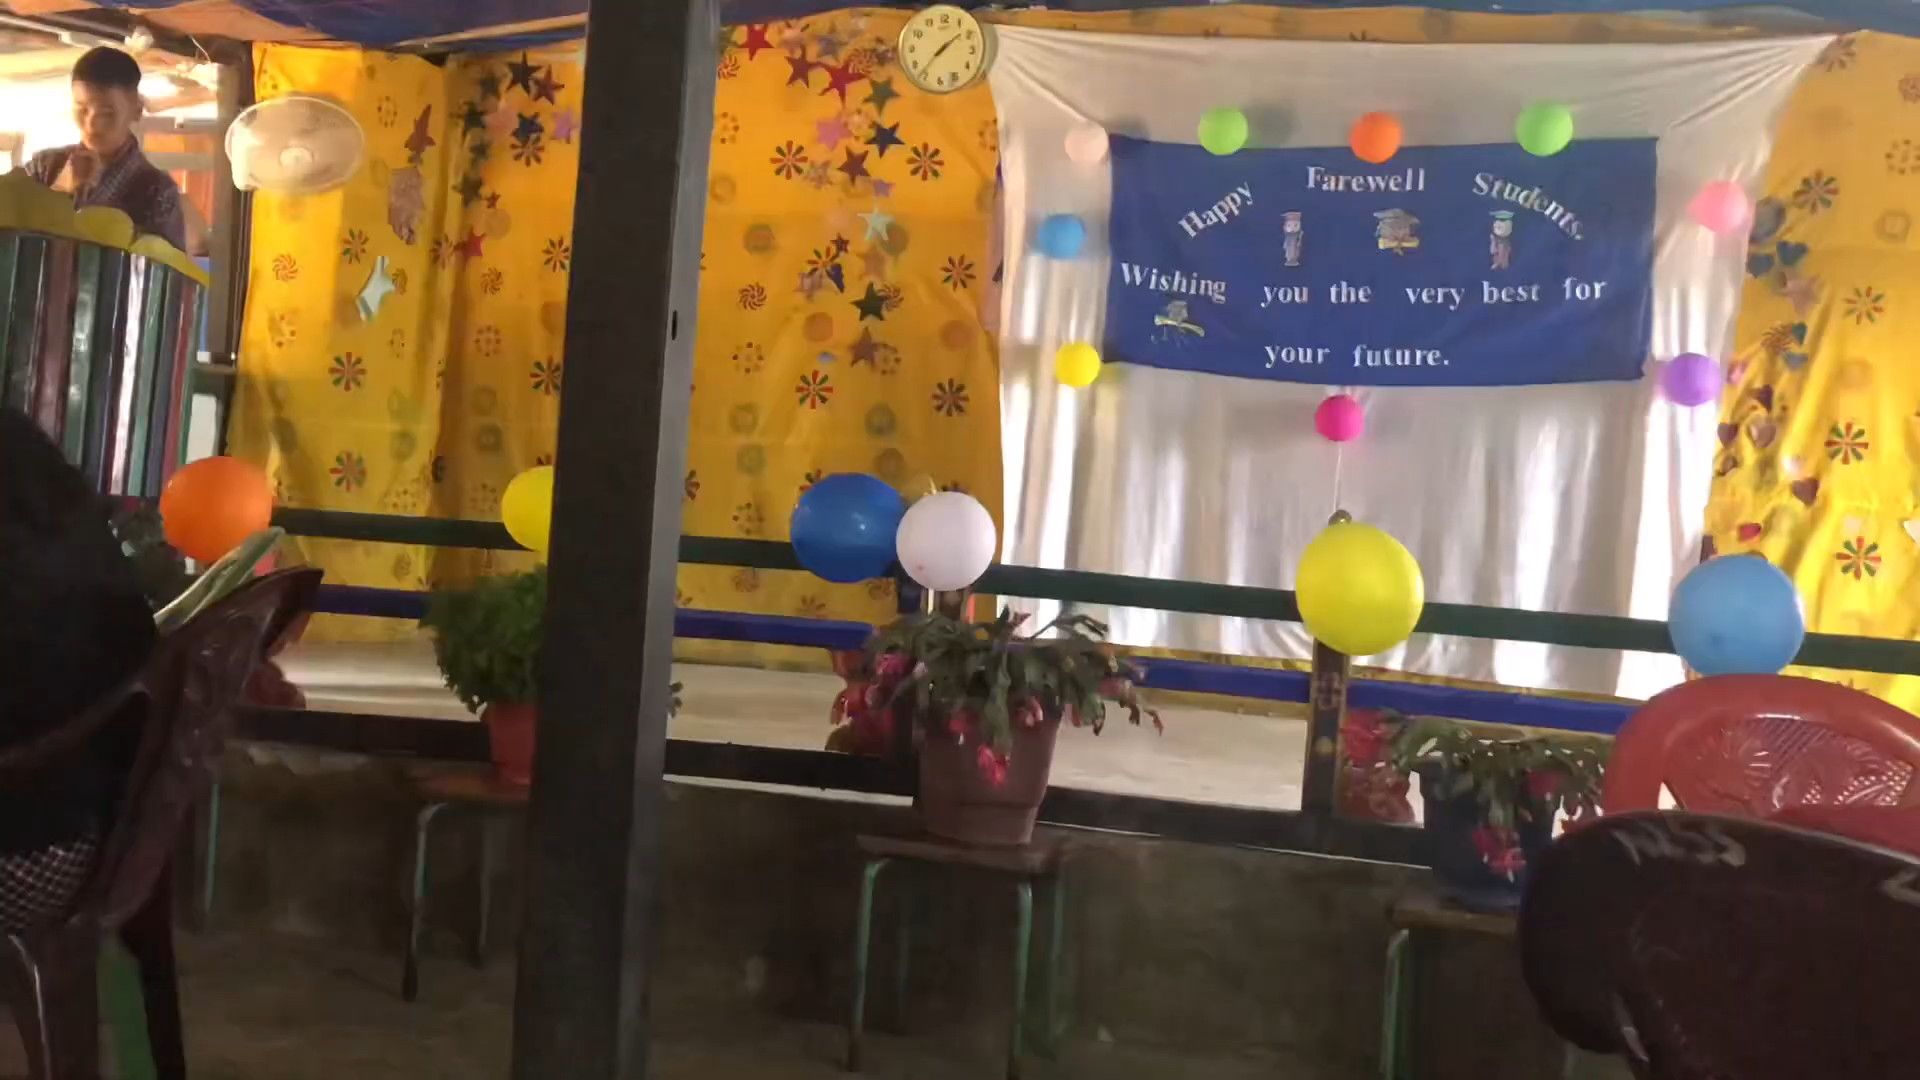 Happy Farewell Students.
Wishing you the very best for
your future.